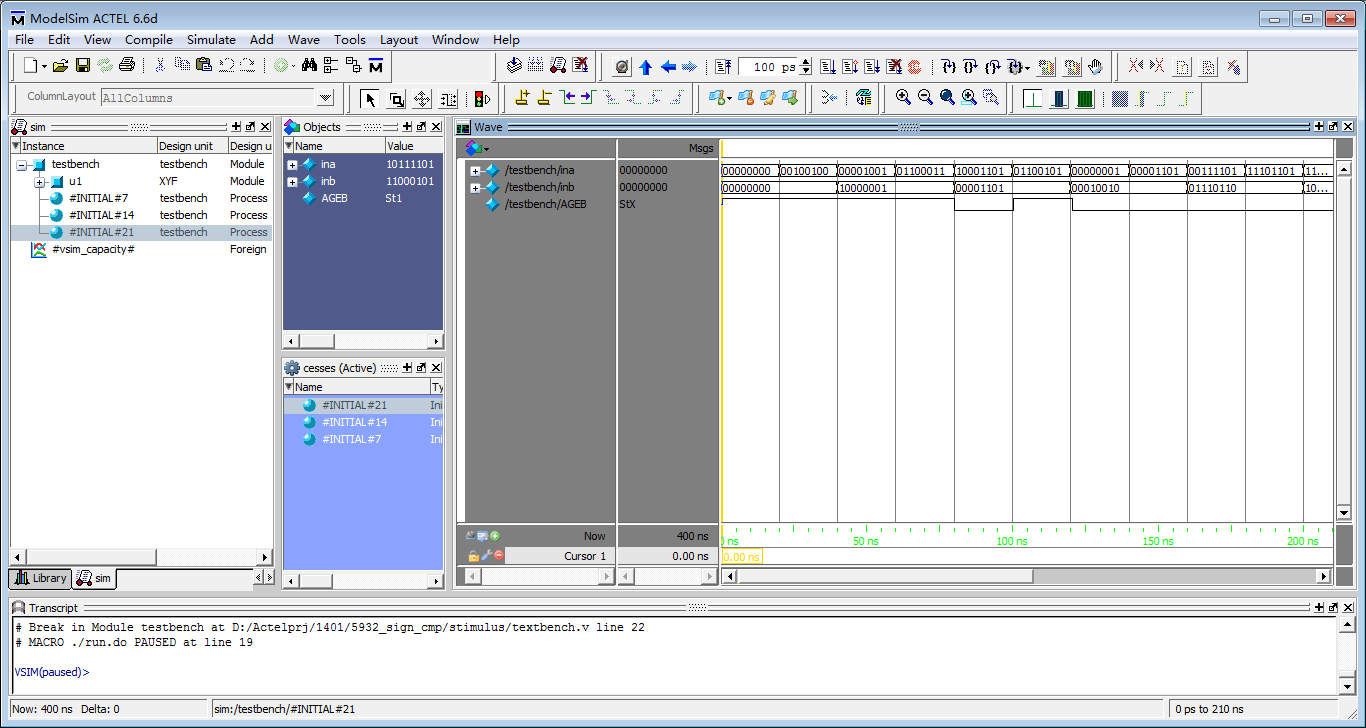 ModelSim ACTEL 6.6d
File Edit View Compile Simulate Add Wave Tools Layout Window Help
100 ps
ColumnLayout AllColumns
sim
Instance Design unit Design u
testbench testbench Module
u1 XYF Module
#INITIAL#7 testbench Process
#INITIAL#14 testbench Process
#INITIAL#21 testbench Process
#vsim_capacity# Foreign
Library sim
Objects
Name Value
ina 10111101
inb 11000101
AGEB St1
cesses (Active)
Name Ty
#INITIAL#21 Ini
#INITIAL#14 Ini
#INITIAL#7 Ini
Wave
Msgs
/testbench/ina 00000000 00000000 00100100 00001001 01100011 10001101 01100101 00000001 00001101 00111101 11101101 11...
/testbench/inb 00000000 00000000 10000001 00001101 00010010 01110110 10...
/testbench/AGEB StX
Now 400 ns ns 50 ns 100 ns 150 ns 200 ns
Cursor 1 0.00 ns 0.00 ns
Transcript
# Break in Module testbench at D:/Actelprj/1401/5932_sign_cmp/stimulus/textbench.v line 22
# MACRO ./run.do PAUSED at line 19
VSIM(paused)>
Now: 400 ns Delta: 0 sim:/testbench/#INITIAL#21 0 ps to 210 ns